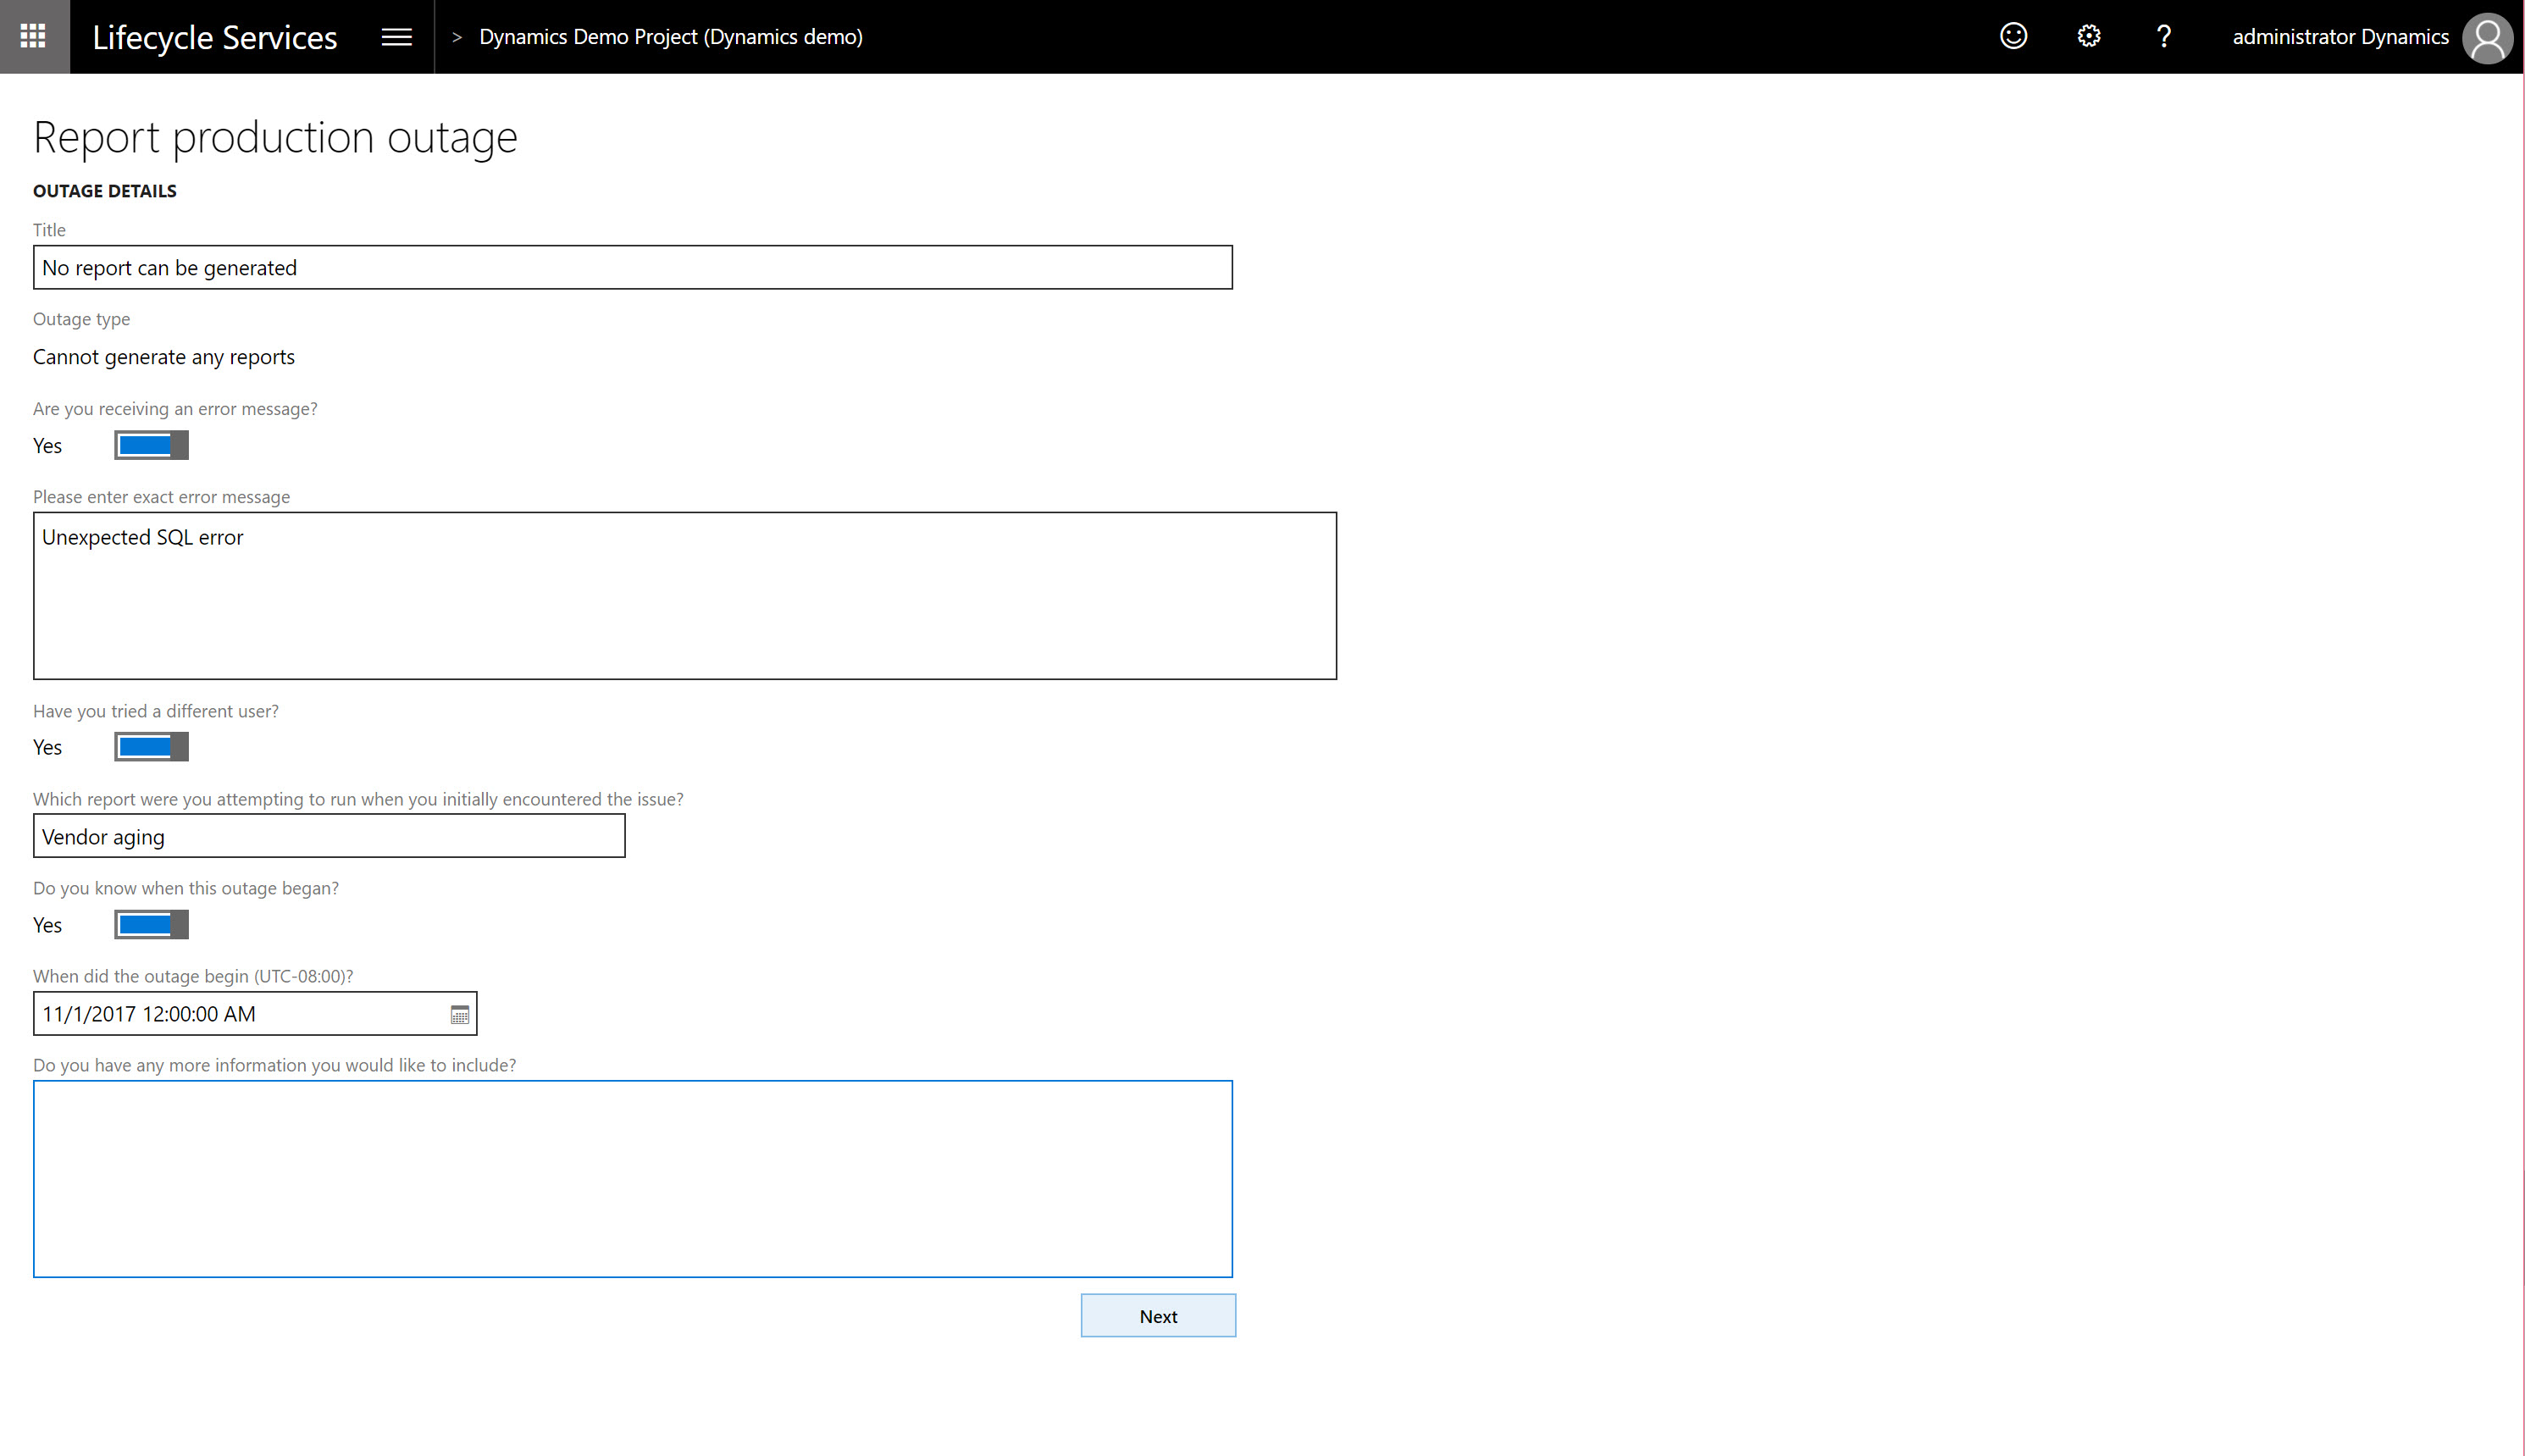 Lifecycle Services > Dynamics Demo Project (Dynamics demo) ? administrator Dynamics
Report production outage
OUTAGE DETAILS
Title
No report can be generated
Outage type
Cannot generate any reports
Are you receiving an error message?
Yes
Please enter exact error message
Unexpected SQL error
Have you tried a different user?
Yes
Which report were you attempting to run when you initially encountered the issue?
Vendor aging
Do you know when this outage began?
Yes
When did the outage begin (UTC-08:00)?
11/1/2017 12:00:00 AM
Do you have any more information you would like to include?
Next